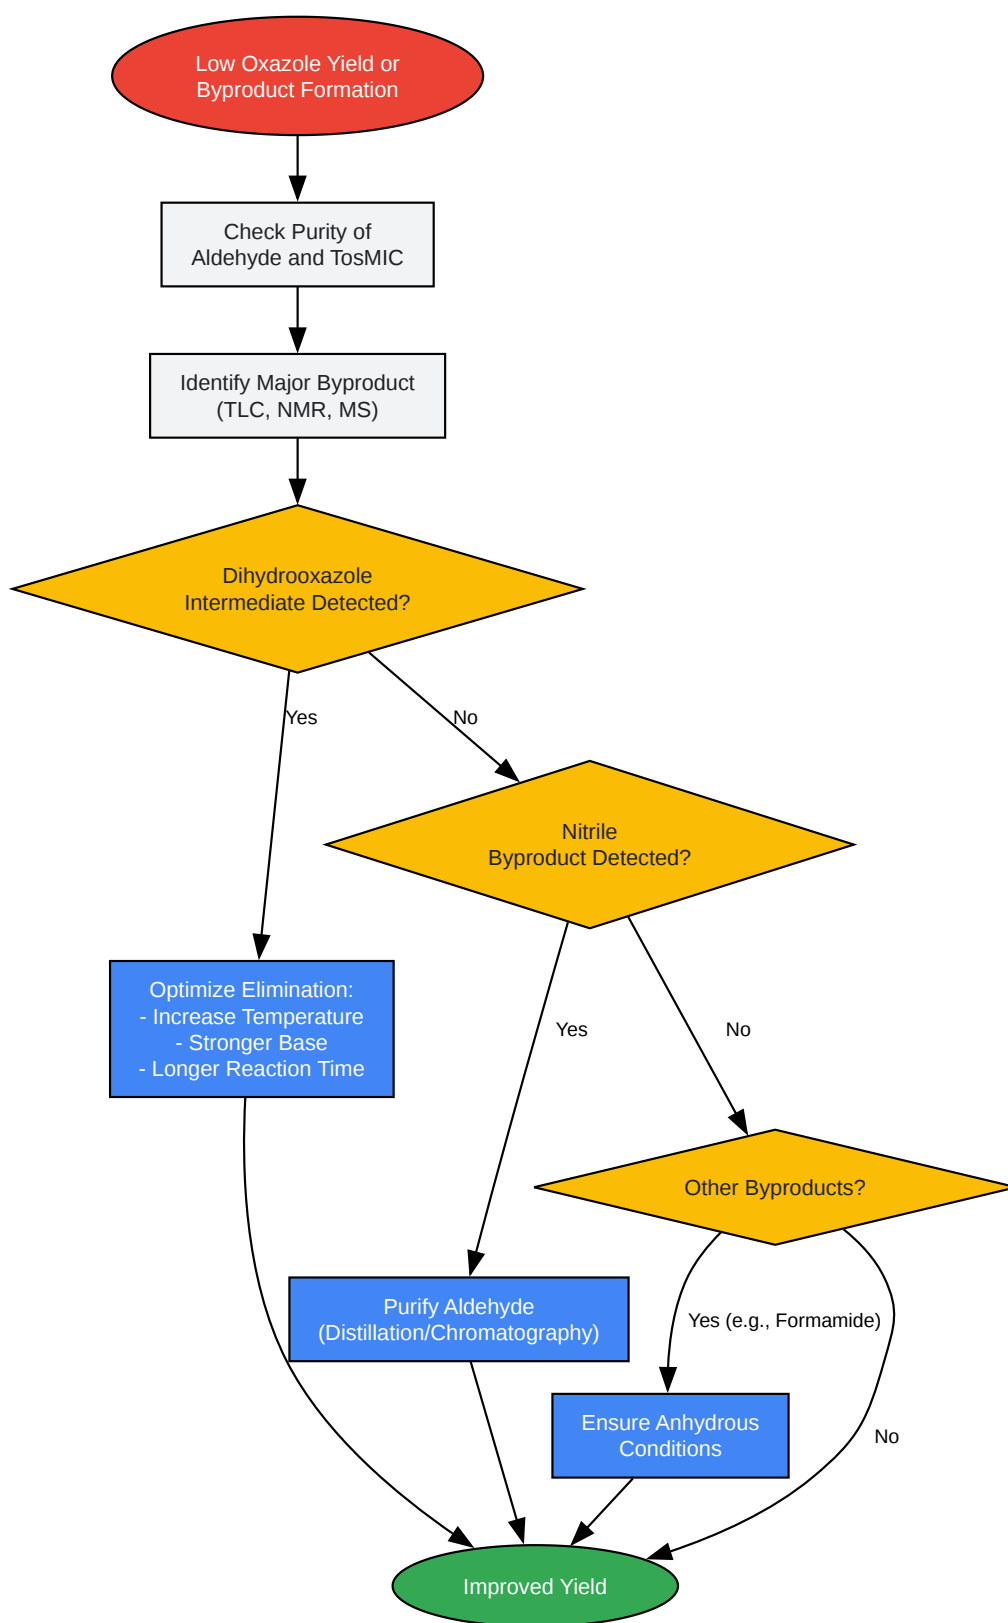 Low Oxazole Yield or
Byproduct Formation
Check Purity of
Aldehyde and TosMIC
Identify Major Byproduct
(TLC, NMR, MS)
Dihydrooxazole
Intermediate Detected?
Yes
No
Nitrile
Byproduct Detected?
Optimize Elimination:
- Increase Temperature
- Stronger Base
- Longer Reaction Time
Yes
No
Other Byproducts?
Purify Aldehyde
(Distillation/Chromatography)
Yes (e.g., Formamide)
Ensure Anhydrous
Conditions
No
Improved Yield